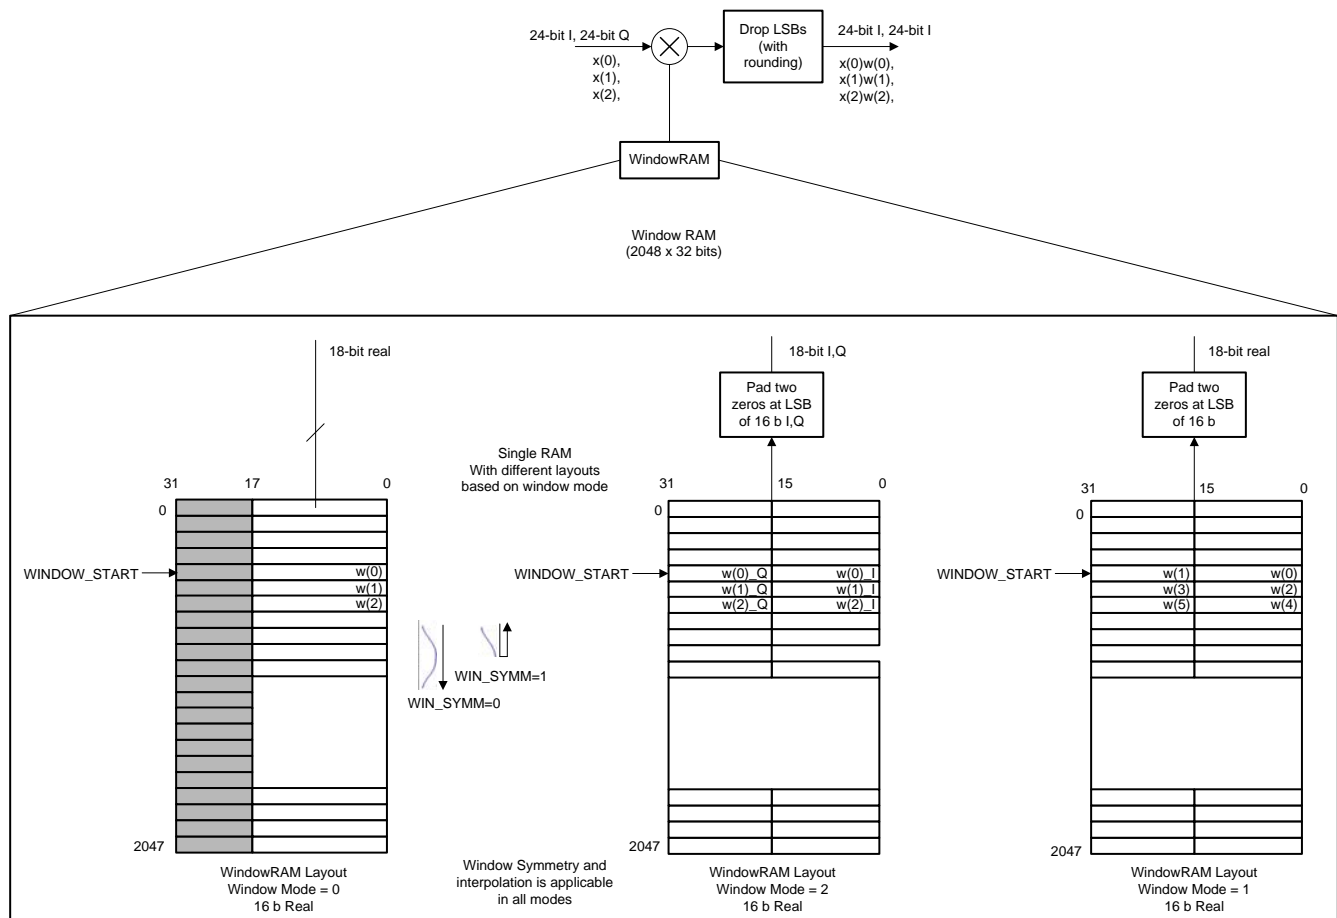 24-bit I, 24-bit Q
x(0),
x(1),
x(2),
Drop LSBs
(with
rounding)
24-bit I, 24-bit I
x(0)w(0),
x(1)w(1),
x(2)w(2),
WindowRAM
Window RAM
(2048 x 32 bits)
18-bit real
31 17 0
0
WINDOW_START
w(0)
w(1)
w(2)
2047
WindowRAM Layout
Window Mode = 0
16 b Real
WIN_SYMM=1
WIN_SYMM=0
Single RAM
With different layouts
based on window mode
Window Symmetry and
interpolation is applicable
in all modes
18-bit I,Q
Pad two
zeros at LSB
of 16 b I,Q
31 15 0
0
WINDOW_START
w(0)_Q w(0)_I
w(1)_Q w(1)_I
w(2)_Q w(2)_I
2047
WindowRAM Layout
Window Mode = 2
16 b Real
18-bit real
Pad two
zeros at LSB
of 16 b
31 15 0
0
WINDOW_START
w(1) w(0)
w(3) w(2)
w(5) w(4)
2047
WindowRAM Layout
Window Mode = 1
16 b Real